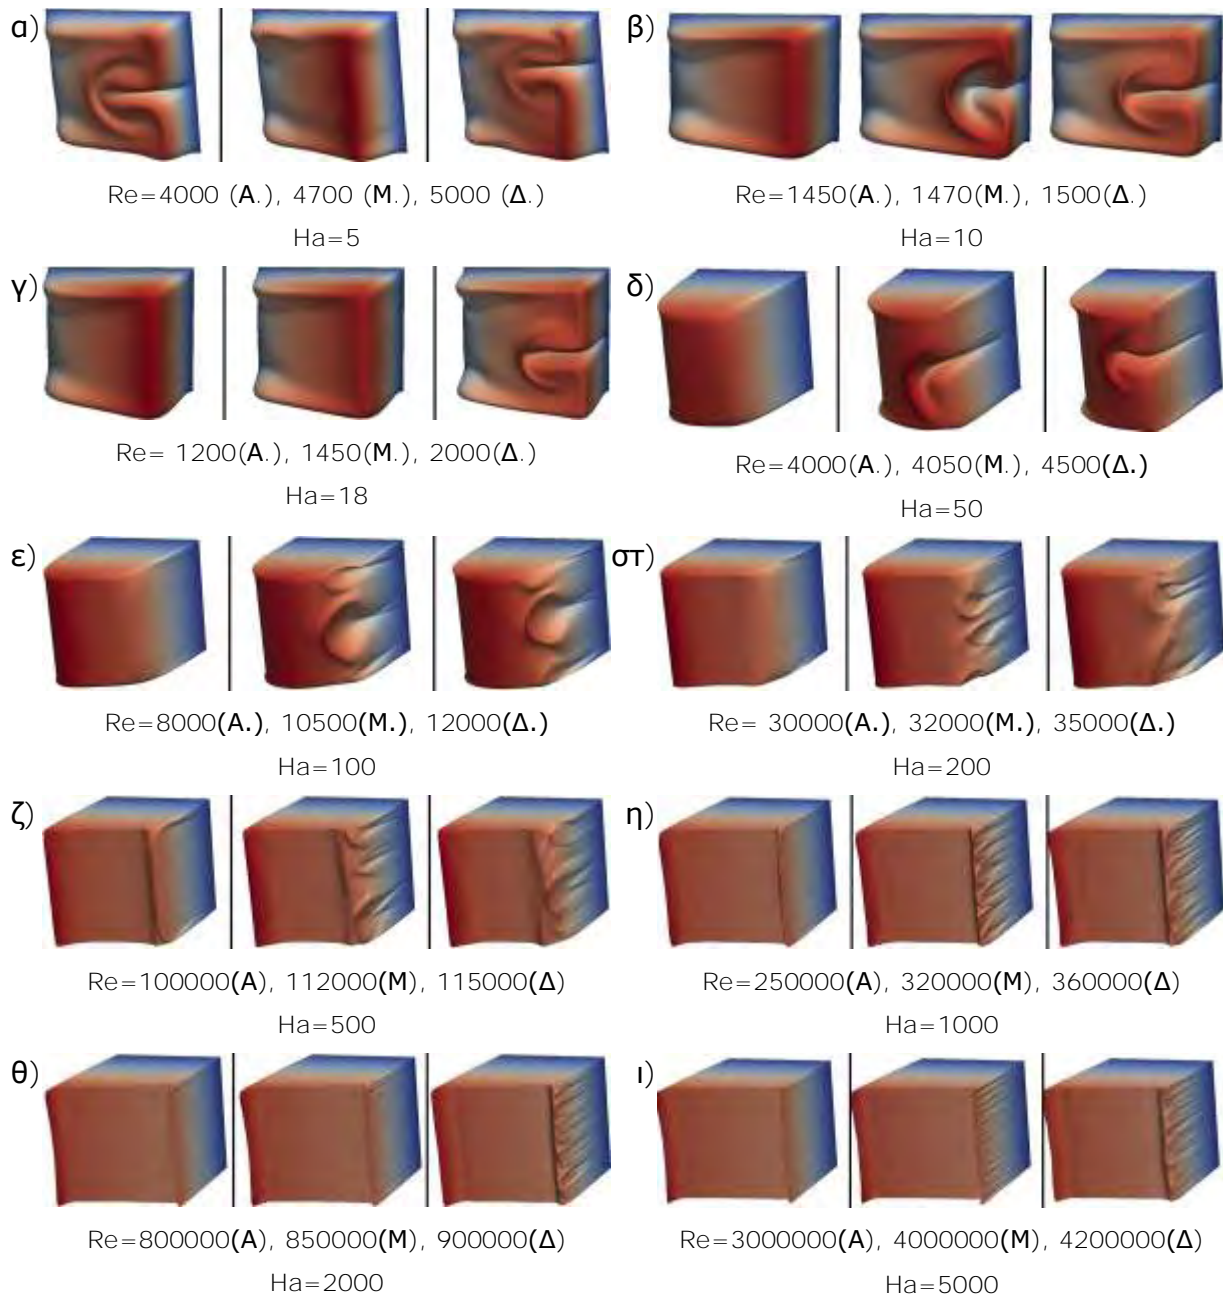 α)
Re=4000 (Α.), 4700 (Μ.), 5000 (Δ.)
Ha=5
β)
Re=1450(Α.), 1470(Μ.), 1500(Δ.)
Ha=10
γ)
Re= 1200(Α.), 1450(Μ.), 2000(Δ.)
Ha=18
δ)
Re=4000(Α.), 4050(Μ.), 4500(Δ.)
Ha=50
ε)
Re=8000(Α.), 10500(Μ.), 12000(Δ.)
Ha=100
στ)
Re= 30000(Α.), 32000(Μ.), 35000(Δ.)
Ha=200
ζ)
Re=100000(Α), 112000(Μ), 115000(Δ)
Ha=500
η)
Re=250000(Α), 320000(Μ), 360000(Δ)
Ha=1000
θ)
Re=800000(Α), 850000(Μ), 900000(Δ)
Ha=2000
ι)
Re=3000000(Α), 4000000(Μ), 4200000(Δ)
Ha=5000